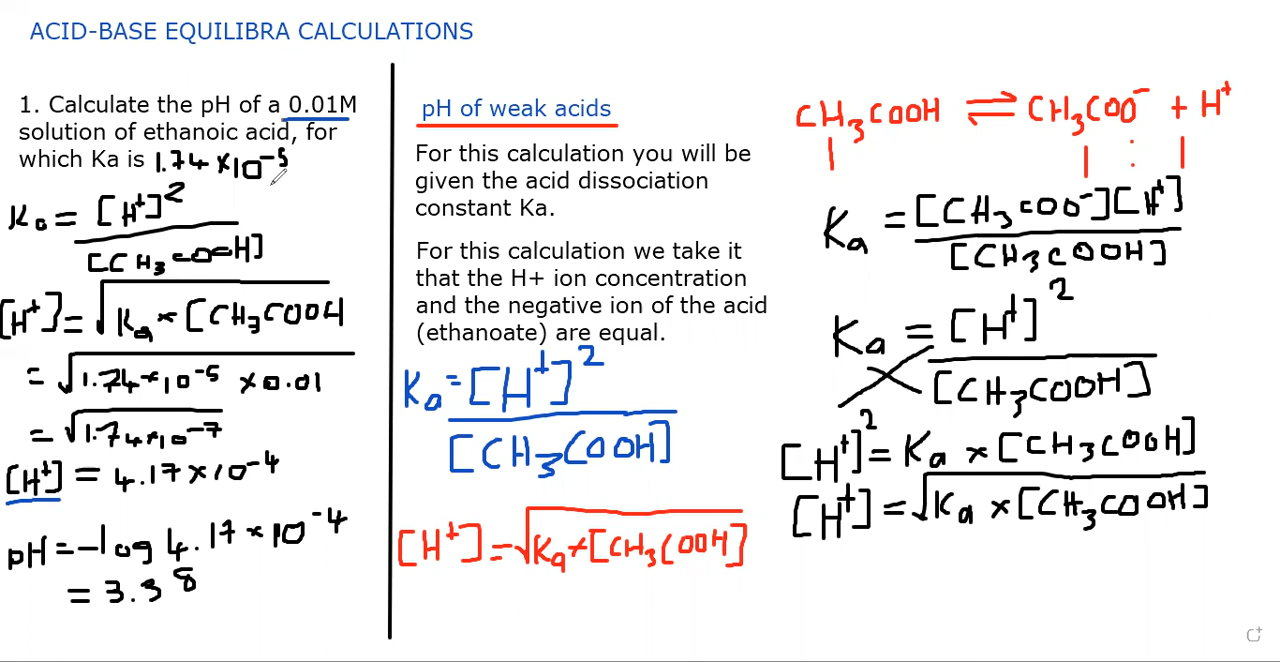 ACID-BASE EQUILIBRA CALCULATIONS
1. Calculate the pH of a 0.01M
solution of ethanoic acid, for
which Ka is 1.74 × 10⁻⁵
Ka = [H⁺]²
[CH₃COOH]
[H⁺] = √Ka × [CH₃COOH
= √1.74 × 10⁻⁵ × 0.01
= √1.74 × 10⁻⁷
[H⁺] = 4.17 × 10⁻⁴
pH = -log 4.17 × 10⁻⁴
= 3.38
pH of weak acids
For this calculation you will be
given the acid dissociation
constant Ka.
For this calculation we take it
that the H+ ion concentration
and the negative ion of the acid
(ethanoate) are equal.
Ka = [H⁺]²
[CH₃COOH]
[H⁺] = √Ka × [CH₃COOH]
CH₃COOH ⇌ CH₃COO⁻ + H⁺
1 1 : 1
Ka = [CH₃COO⁻][H⁺]
[CH₃COOH]
Ka = [H⁺]²
[CH₃COOH]
[H⁺]² = Ka × [CH₃COOH]
[H⁺] = √Ka × [CH₃COOH]